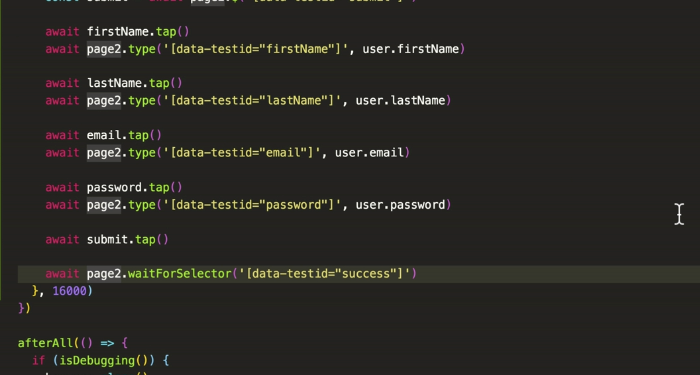 await firstName.tap()
await page2.type('[data-testid="firstName"]', user.firstName)
await lastName.tap()
await page2.type('[data-testid="lastName"]', user.lastName)
await email.tap()
await page2.type('[data-testid="email"]', user.email)
await password.tap()
await page2.type('[data-testid="password"]', user.password)
await submit.tap()
await page2.waitForSelector('[data-testid="success"]')
}, 16000)
})
afterAll(() => {
if (isDebugging()) {